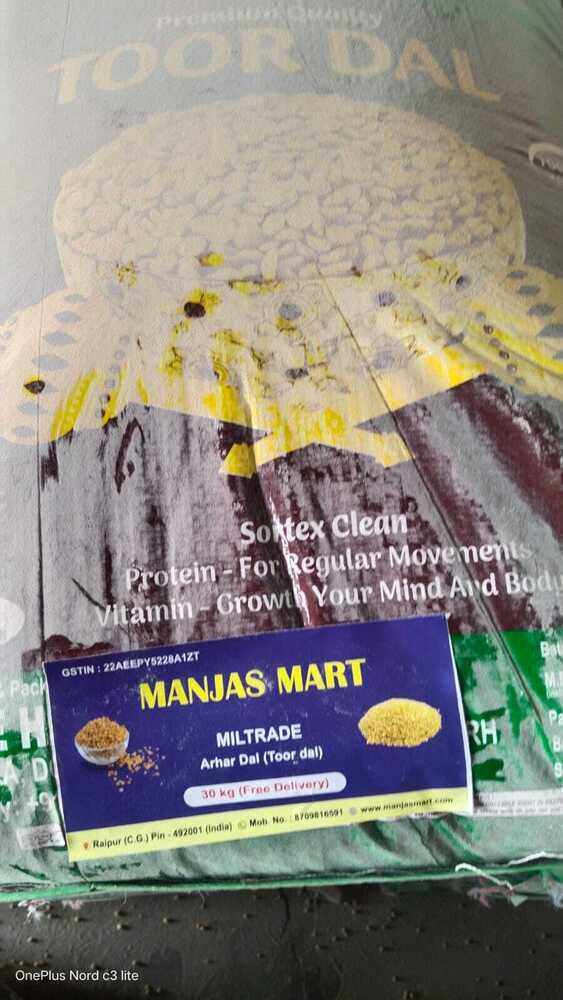 Premium Quality
TOOR DAL
Sortex Clean
Protein - For Regular Movements
Vitamin - Growth Your Mind And Body
GSTIN : 22AEEPY5228A1ZT
MANJAS MART
MILTRADE
Arhar Dal (Toor dal)
30 kg (Free Delivery)
Raipur (C.G.) Pin - 492001 (India) Mob. No. : 8709816591 www.manjasmart.com
OnePlus Nord c3 lite